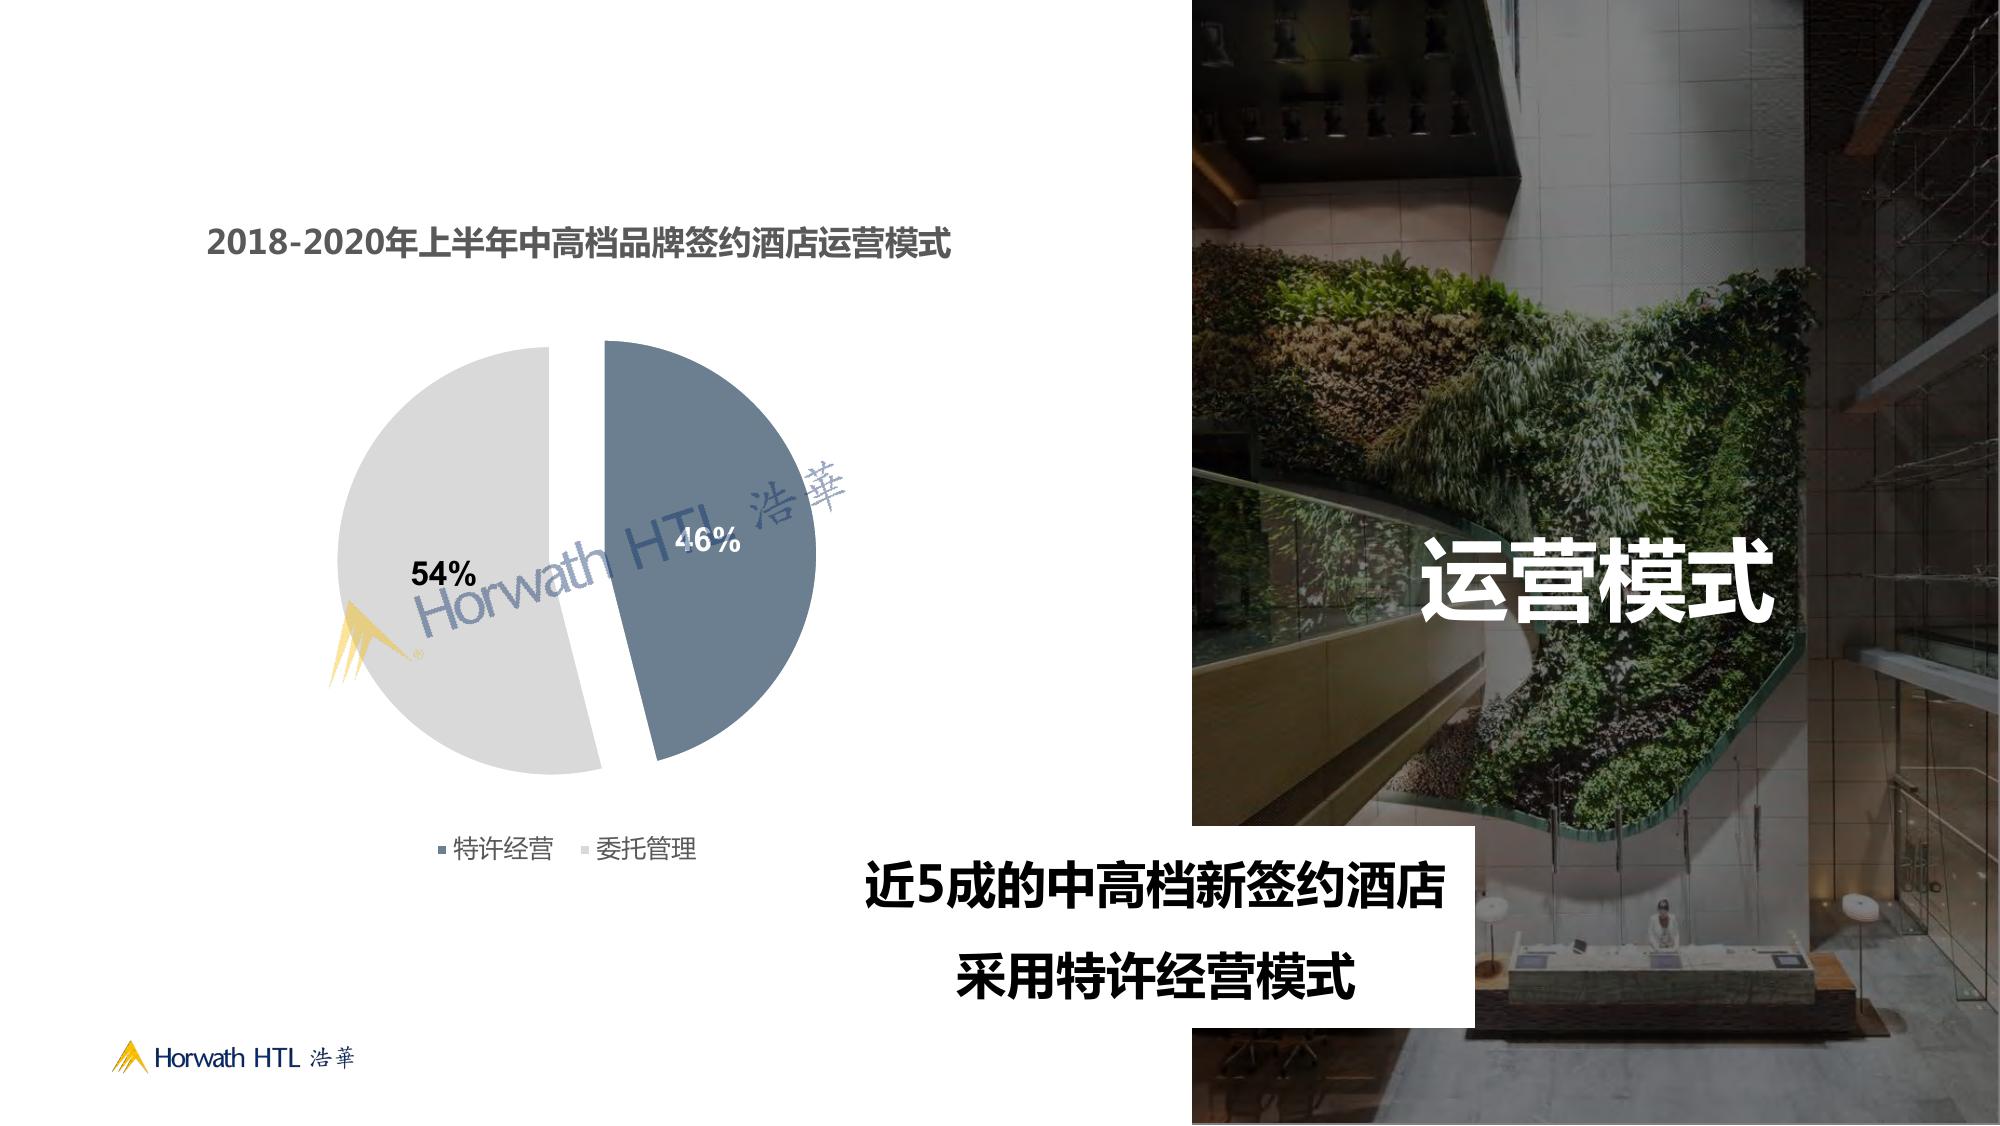 2018-2020年上半年中高档品牌签约酒店运营模式
54%
46%
Horwath HTL 浩華
®
特许经营
委托管理
运营模式
近5成的中高档新签约酒店
采用特许经营模式
Horwath HTL 浩華